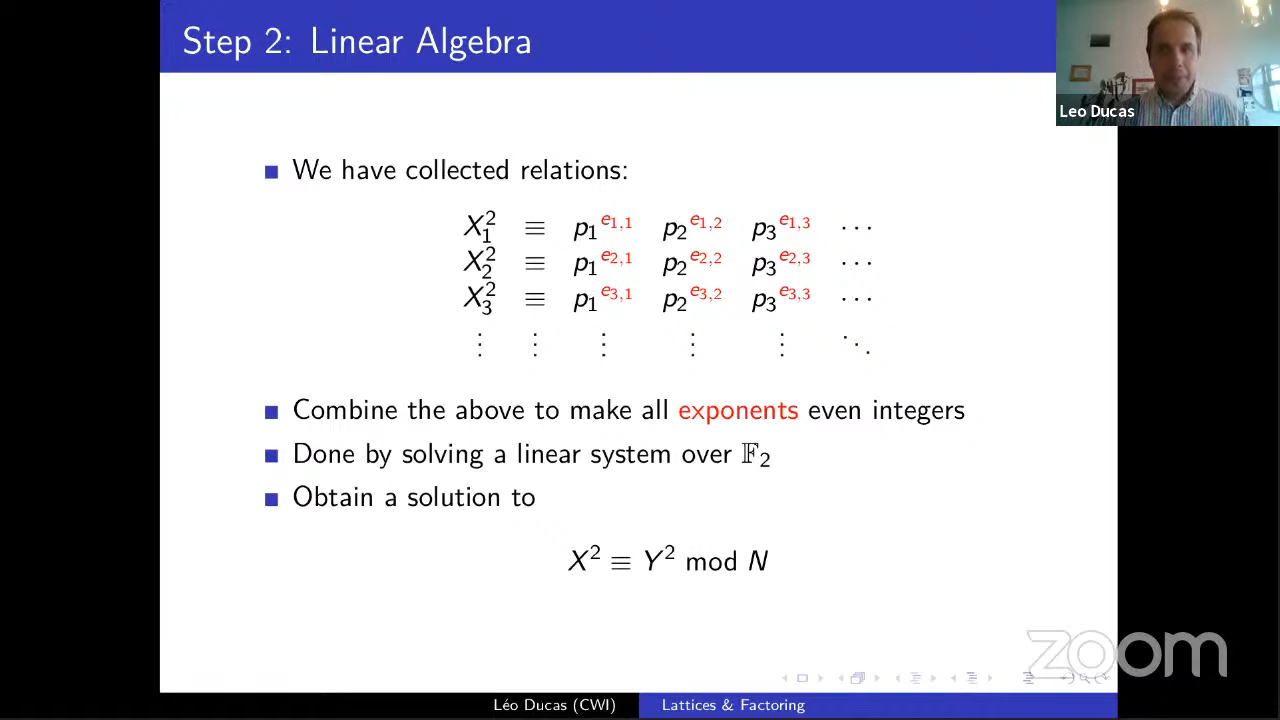 Step 2: Linear Algebra
Leo Ducas
We have collected relations:
X₁² ≡ p₁^e₁,₁ p₂^e₁,₂ p₃^e₁,₃ ⋯
X₂² ≡ p₁^e₂,₁ p₂^e₂,₂ p₃^e₂,₃ ⋯
X₃² ≡ p₁^e₃,₁ p₂^e₃,₂ p₃^e₃,₃ ⋯
⋮ ⋮ ⋮ ⋮ ⋮ ⋱
Combine the above to make all exponents even integers
Done by solving a linear system over 𝔽₂
Obtain a solution to
X² ≡ Y² mod N
zoom
Léo Ducas (CWI) Lattices & Factoring